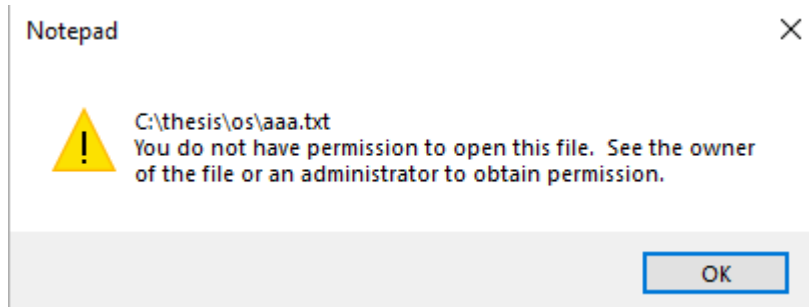 Notepad
C:\thesis\os\aaa.txt
You do not have permission to open this file.  See the owner
of the file or an administrator to obtain permission.
OK